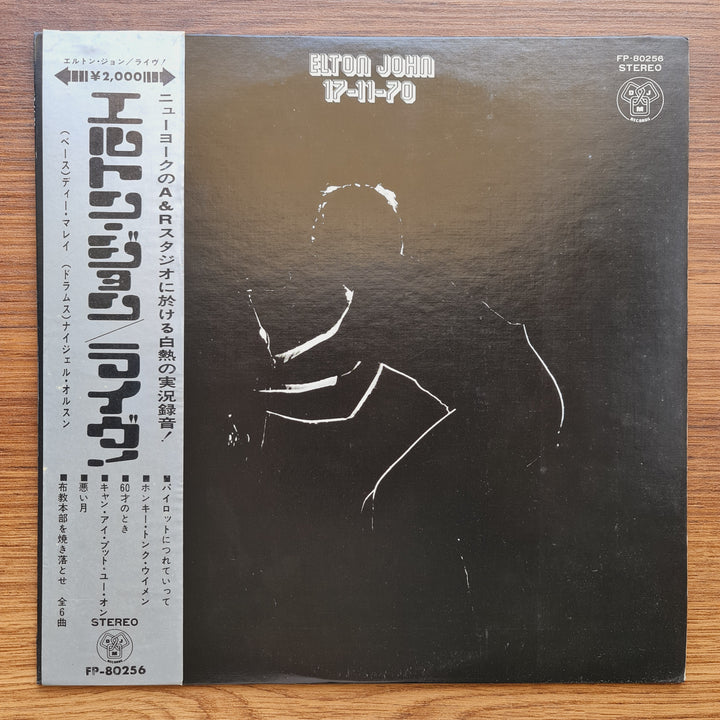 エルトン・ジョン/ライヴ!
¥2,000
ニューヨークのA&Rスタジオに於ける白熱の実況録音!
エルトン・ジョン/ライヴ!
(ベース)ディー・マレイ (ドラムス)ナイジェル・オルスン
■パイロットにつれていって
■ホンキー・トンク・ウイメン
■60才のとき
■キャン・アイ・プット・ユー・オン
■悪い月
■布教本部を焼き落とせ 全6曲
STEREO
DJM
RECORDS
FP-80256
ELTON JOHN
17-11-70
FP-80256
STEREO
DJM
RECORDS